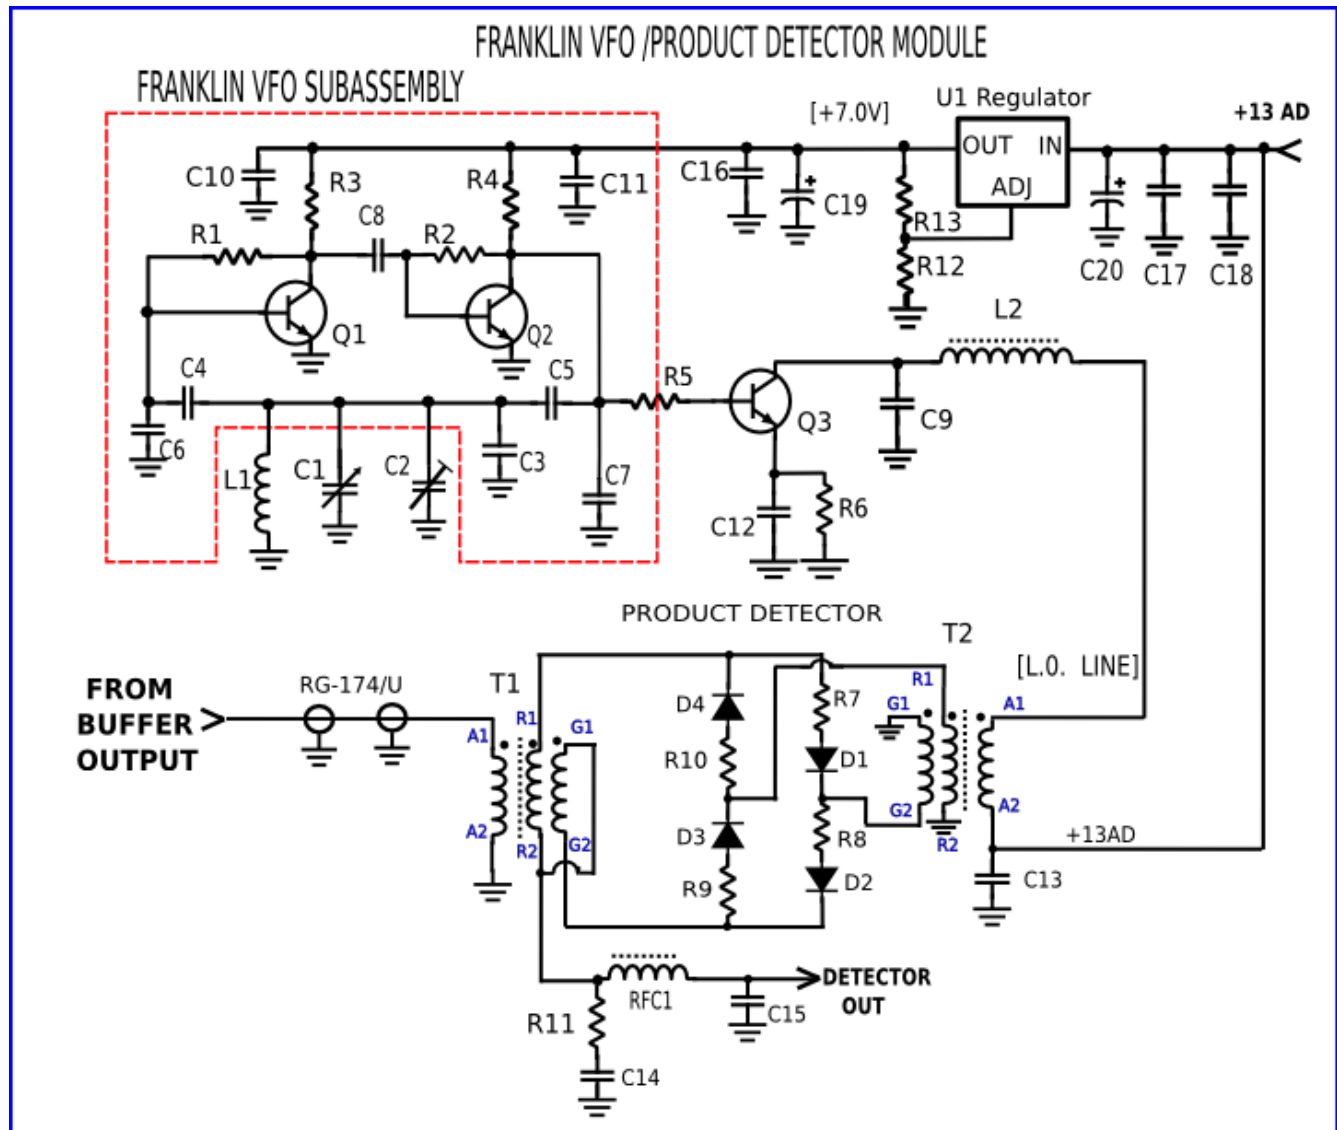 FRANKLIN VFO /PRODUCT DETECTOR MODULE
FRANKLIN VFO SUBASSEMBLY
[+7.0V]
U1 Regulator
+13 AD
OUT IN
ADJ
C10
R3
R4
C11
C16
C19
R13
R12
C20
C17
C18
R1
C8
R2
Q1
Q2
L2
C4
C5
R5
Q3
C9
C6
L1
C1
C2
C3
C7
C12
R6
PRODUCT DETECTOR
T2
[L.O. LINE]
FROM
BUFFER
OUTPUT
RG-174/U
T1
R1
G1
A1
A2
R2
G2
D4
R10
D3
R9
R7
D1
R8
D2
R1
G1
G2
R2
A1
A2
+13AD
C13
RFC1
DETECTOR
OUT
R11
C15
C14